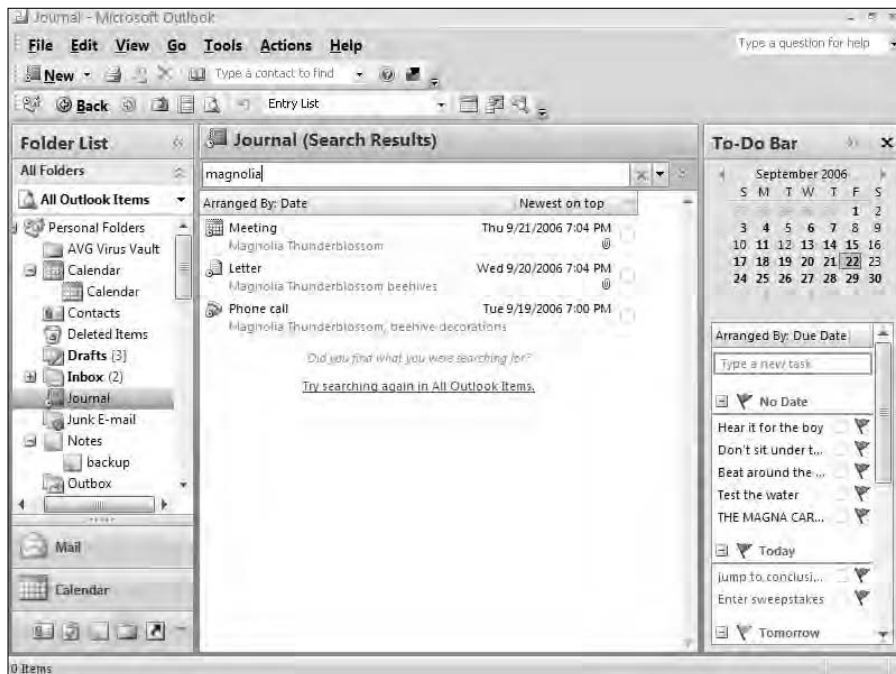 Journal - Microsoft Outlook
File Edit View Go Tools Actions Help
Type a question for help
New
Type a contact to find
Back
Entry List
Folder List
All Folders
All Outlook Items
Personal Folders
AVG Virus Vault
Calendar
Calendar
Contacts
Deleted Items
Drafts (3)
Inbox (2)
Journal
Junk E-mail
Notes
backup
Outbox
Mail
Calendar
0 Items
Journal (Search Results)
magnolia
Arranged By: Date Newest on top
Meeting Thu 9/21/2006 7:04 PM
Magnolia Thunderblossom
Letter Wed 9/20/2006 7:04 PM
Magnolia Thunderblossom beehives
Phone call Tue 9/19/2006 7:00 PM
Magnolia Thunderblossom, beehive decorations
Did you find what you were searching for?
Try searching again in All Outlook Items.
To-Do Bar
September 2006
S M T W T F S
1 2
3 4 5 6 7 8 9
10 11 12 13 14 15 16
17 18 19 20 21 22 23
24 25 26 27 28 29 30
Arranged By: Due Date
Type a new task
No Date
Hear it for the boy
Don't sit under t...
Beat around the ...
Test the water
THE MAGNA CAR...
Today
jump to conclusi...
Enter sweepstakes
Tomorrow